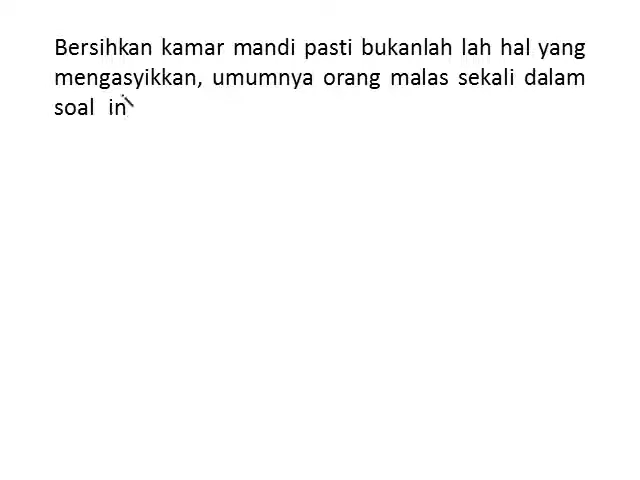 Bersihkan kamar mandi pasti bukanlah lah hal yang
mengasyikkan, umumnya orang malas sekali dalam
soal in